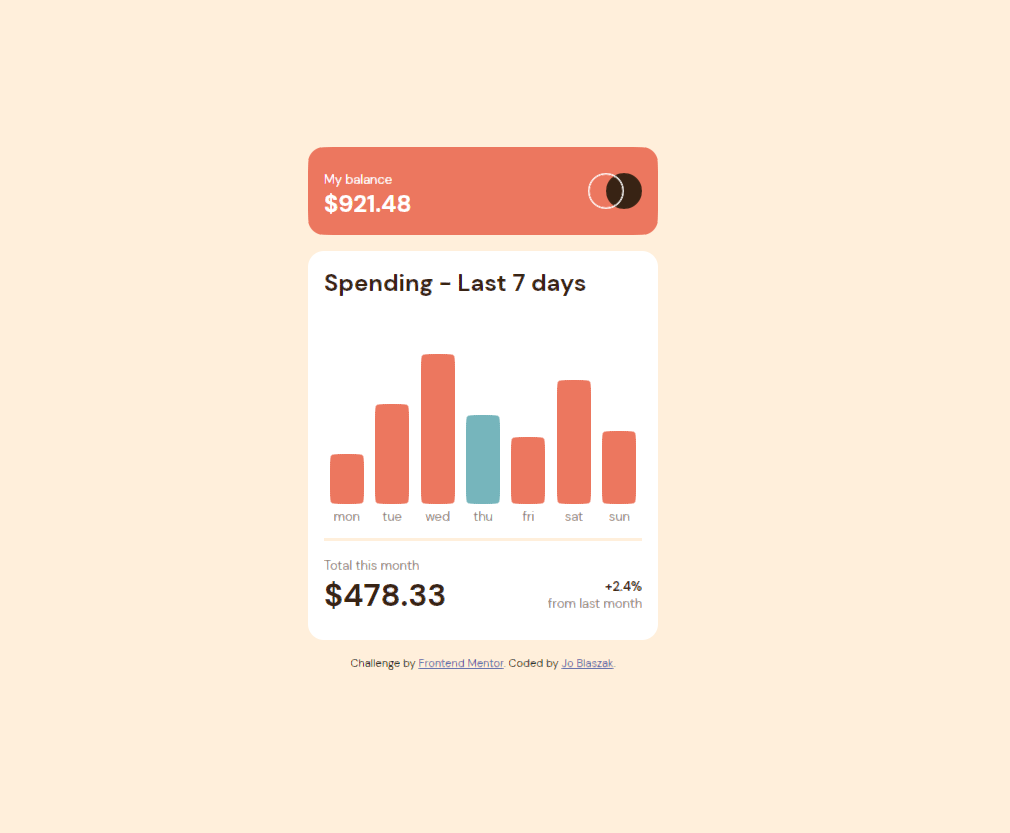 My balance
$921.48
Spending - Last 7 days
mon tue wed thu fri sat sun
Total this month
$478.33
+2.4%
from last month
Challenge by Frontend Mentor. Coded by Jo Blaszak.